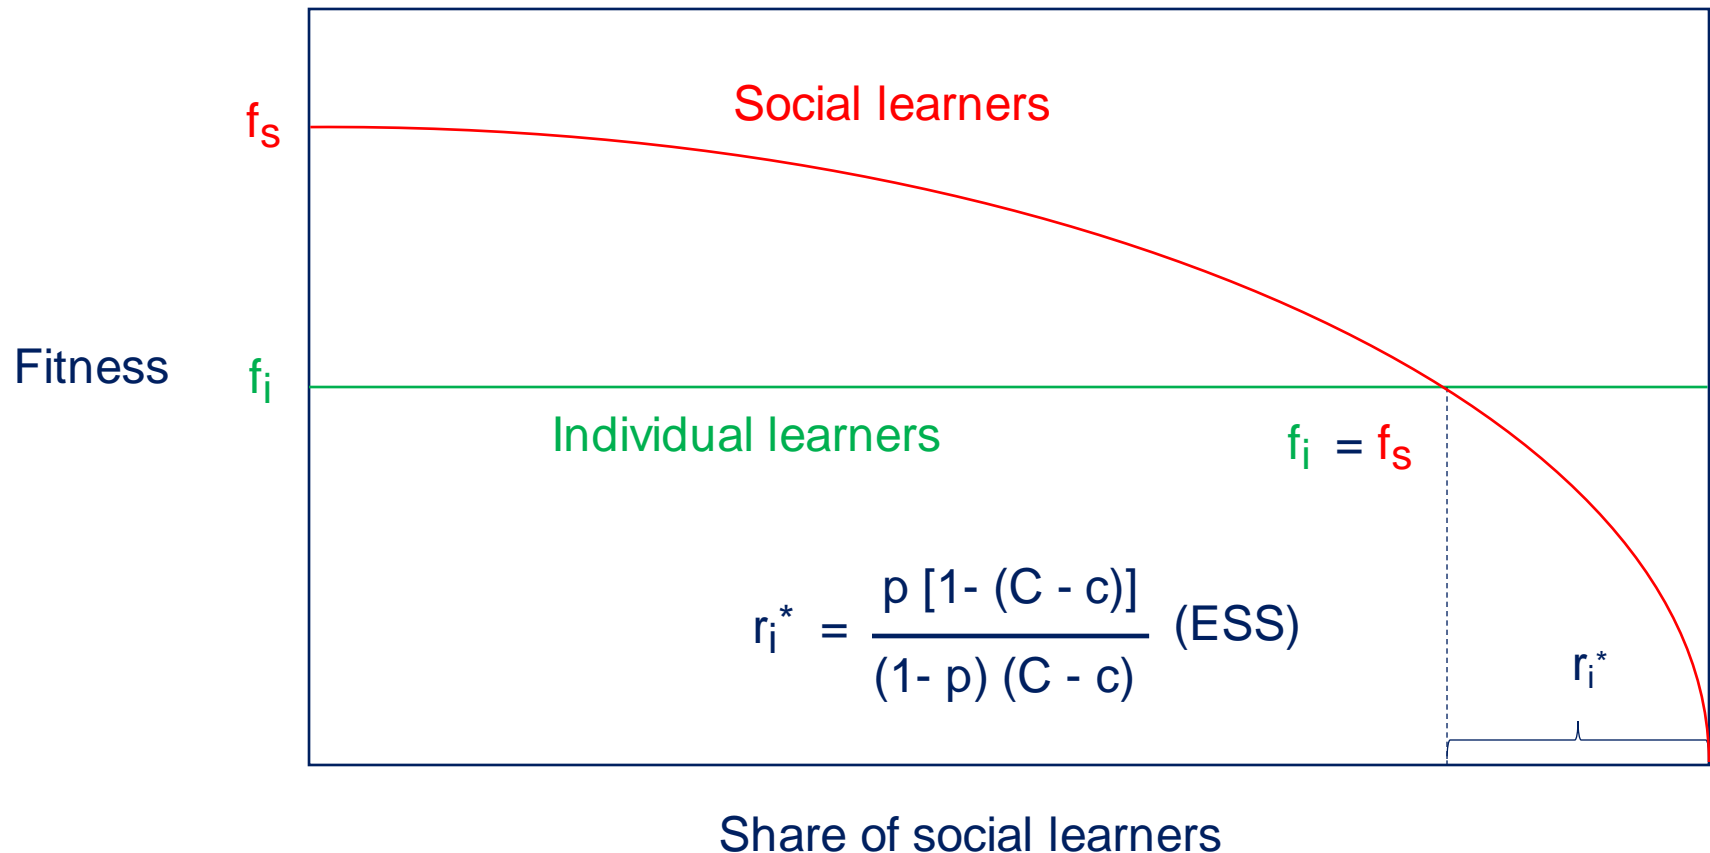 Social learners
fs
Fitness
fi
Individual learners
fi = fs
ri* = p [1- (C - c)] (ESS)
(1- p) (C - c)
ri*
Share of social learners